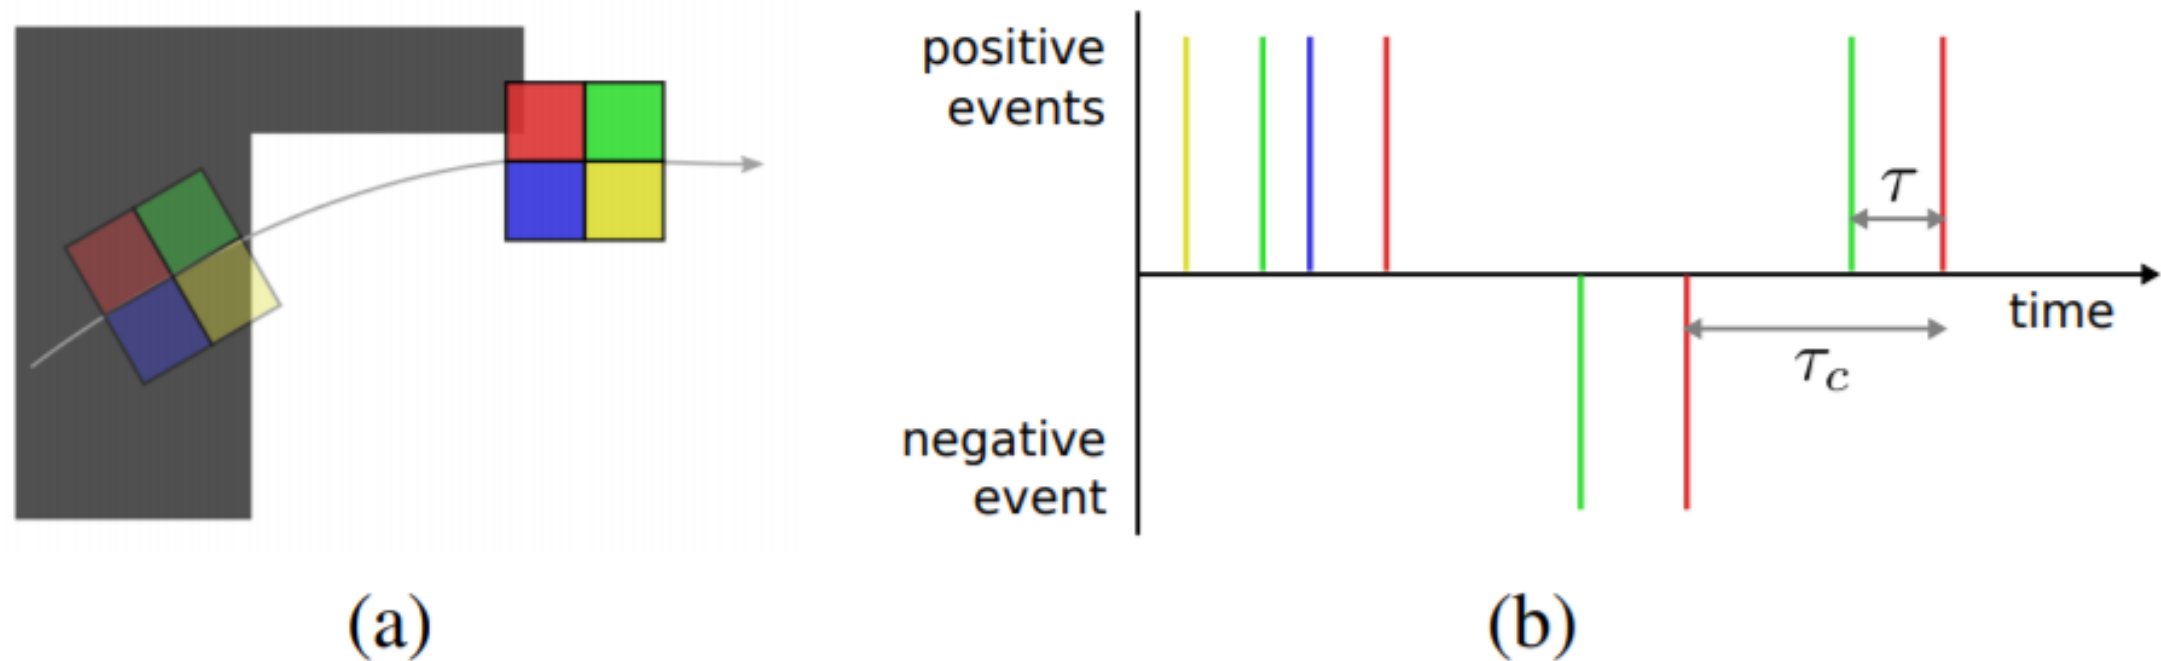 positive
events
τ
time
τc
negative
event
(a)
(b)